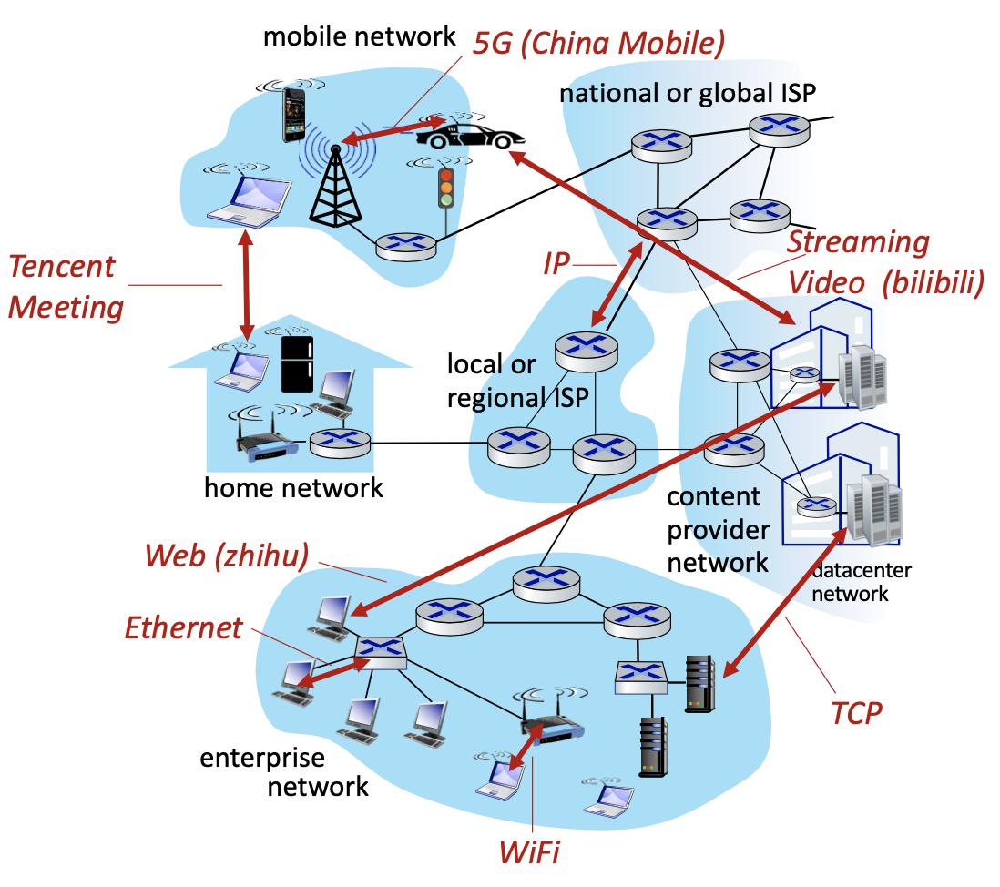 mobile network
5G (China Mobile)
national or global ISP
Tencent
Meeting
IP
Streaming
Video (bilibili)
local or
regional ISP
home network
content
provider
network
datacenter
network
Web (zhihu)
Ethernet
TCP
enterprise
network
WiFi